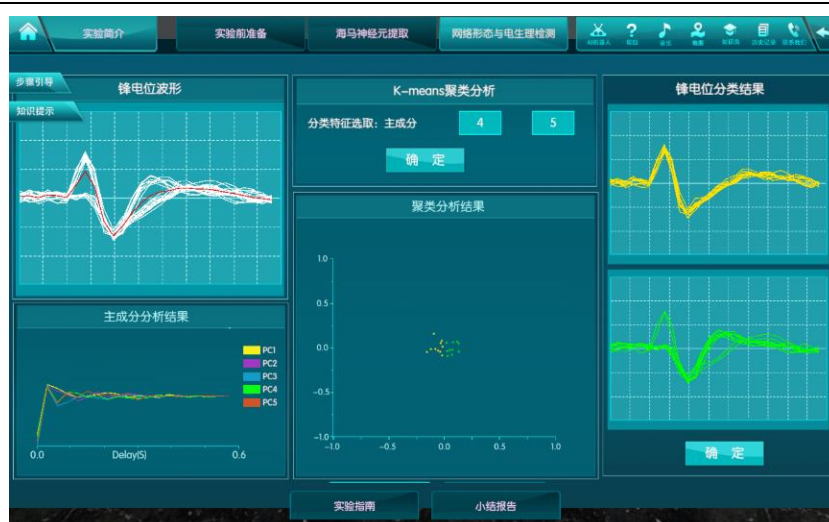 实验简介 实验前准备 海马神经元提取 网络形态与电生理检测
步骤引导
知识提示
锋电位波形
K-means聚类分析
分类特征选取：主成分 4 5
确 定
锋电位分类结果
聚类分析结果
1.0
0.5
0.0
-0.5
-1.0
-1.0 -0.5 0.0 0.5 1.0
主成分分析结果
PC1
PC2
PC3
PC4
PC5
0.0 Delay(S) 0.6
确 定
实验指南 小结报告